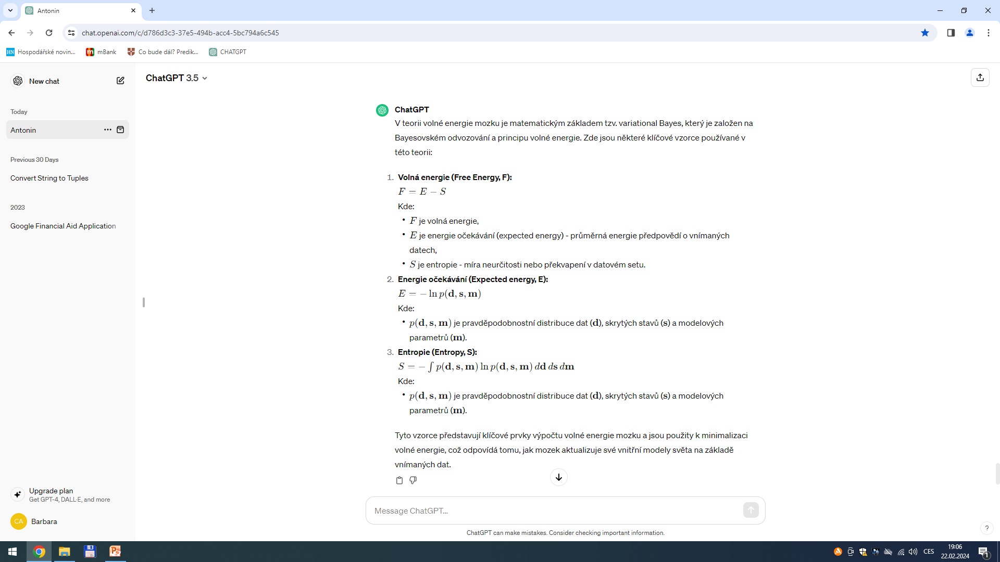 Antonin
chat.openai.com/c/d786d3c3-37e5-494b-acc4-5bc794a6c545
HN Hospodářské novin... mBank Co bude dál? Predik... CHATGPT
New chat
Today
Antonin
Previous 30 Days
Convert String to Tuples
2023
Google Financial Aid Application
Upgrade plan
Get GPT-4, DALL·E, and more
CA Barbara
ChatGPT 3.5
ChatGPT
V teorii volné energie mozku je matematickým základem tzv. variational Bayes, který je založen na
Bayesovském odvozování a principu volné energie. Zde jsou některé klíčové vzorce používané v
této teorii:
1. Volná energie (Free Energy, F):
F = E − S
Kde:
• F je volná energie,
• E je energie očekávání (expected energy) - průměrná energie předpovědí o vnímaných
datech,
• S je entropie - míra neurčitosti nebo překvapení v datovém setu.
2. Energie očekávání (Expected energy, E):
E = − ln p(d, s, m)
Kde:
• p(d, s, m) je pravděpodobnostní distribuce dat (d), skrytých stavů (s) a modelových
parametrů (m).
3. Entropie (Entropy, S):
S = − ∫ p(d, s, m) ln p(d, s, m) dd ds dm
Kde:
• p(d, s, m) je pravděpodobnostní distribuce dat (d), skrytých stavů (s) a modelových
parametrů (m).
Tyto vzorce představují klíčové prvky výpočtu volné energie mozku a jsou použity k minimalizaci
volné energie, což odpovídá tomu, jak mozek aktualizuje své vnitřní modely světa na základě
vnímaných dat.
Message ChatGPT...
ChatGPT can make mistakes. Consider checking important information.
?
CES
19:06
22.02.2024
1